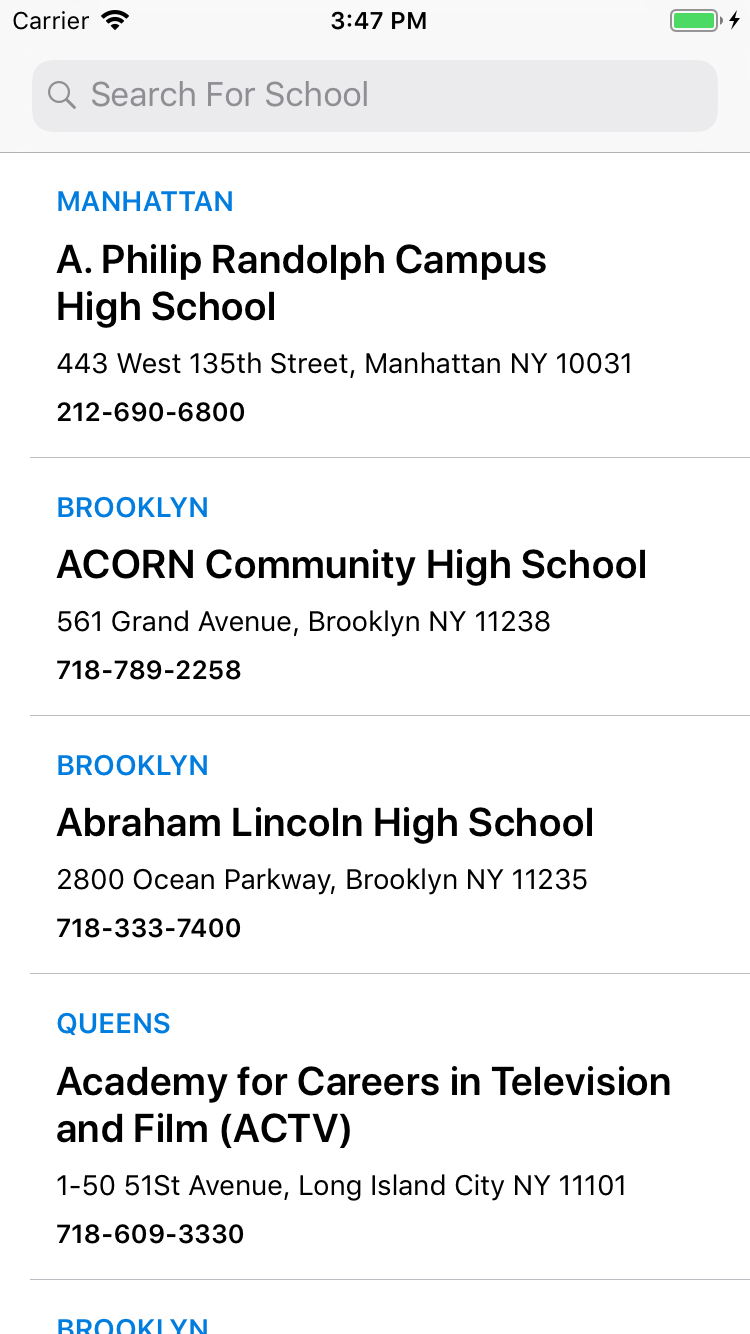 Carrier 3:47 PM
Search For School
MANHATTAN
A. Philip Randolph Campus
High School
443 West 135th Street, Manhattan NY 10031
212-690-6800
BROOKLYN
ACORN Community High School
561 Grand Avenue, Brooklyn NY 11238
718-789-2258
BROOKLYN
Abraham Lincoln High School
2800 Ocean Parkway, Brooklyn NY 11235
718-333-7400
QUEENS
Academy for Careers in Television
and Film (ACTV)
1-50 51St Avenue, Long Island City NY 11101
718-609-3330
BROOKLYN